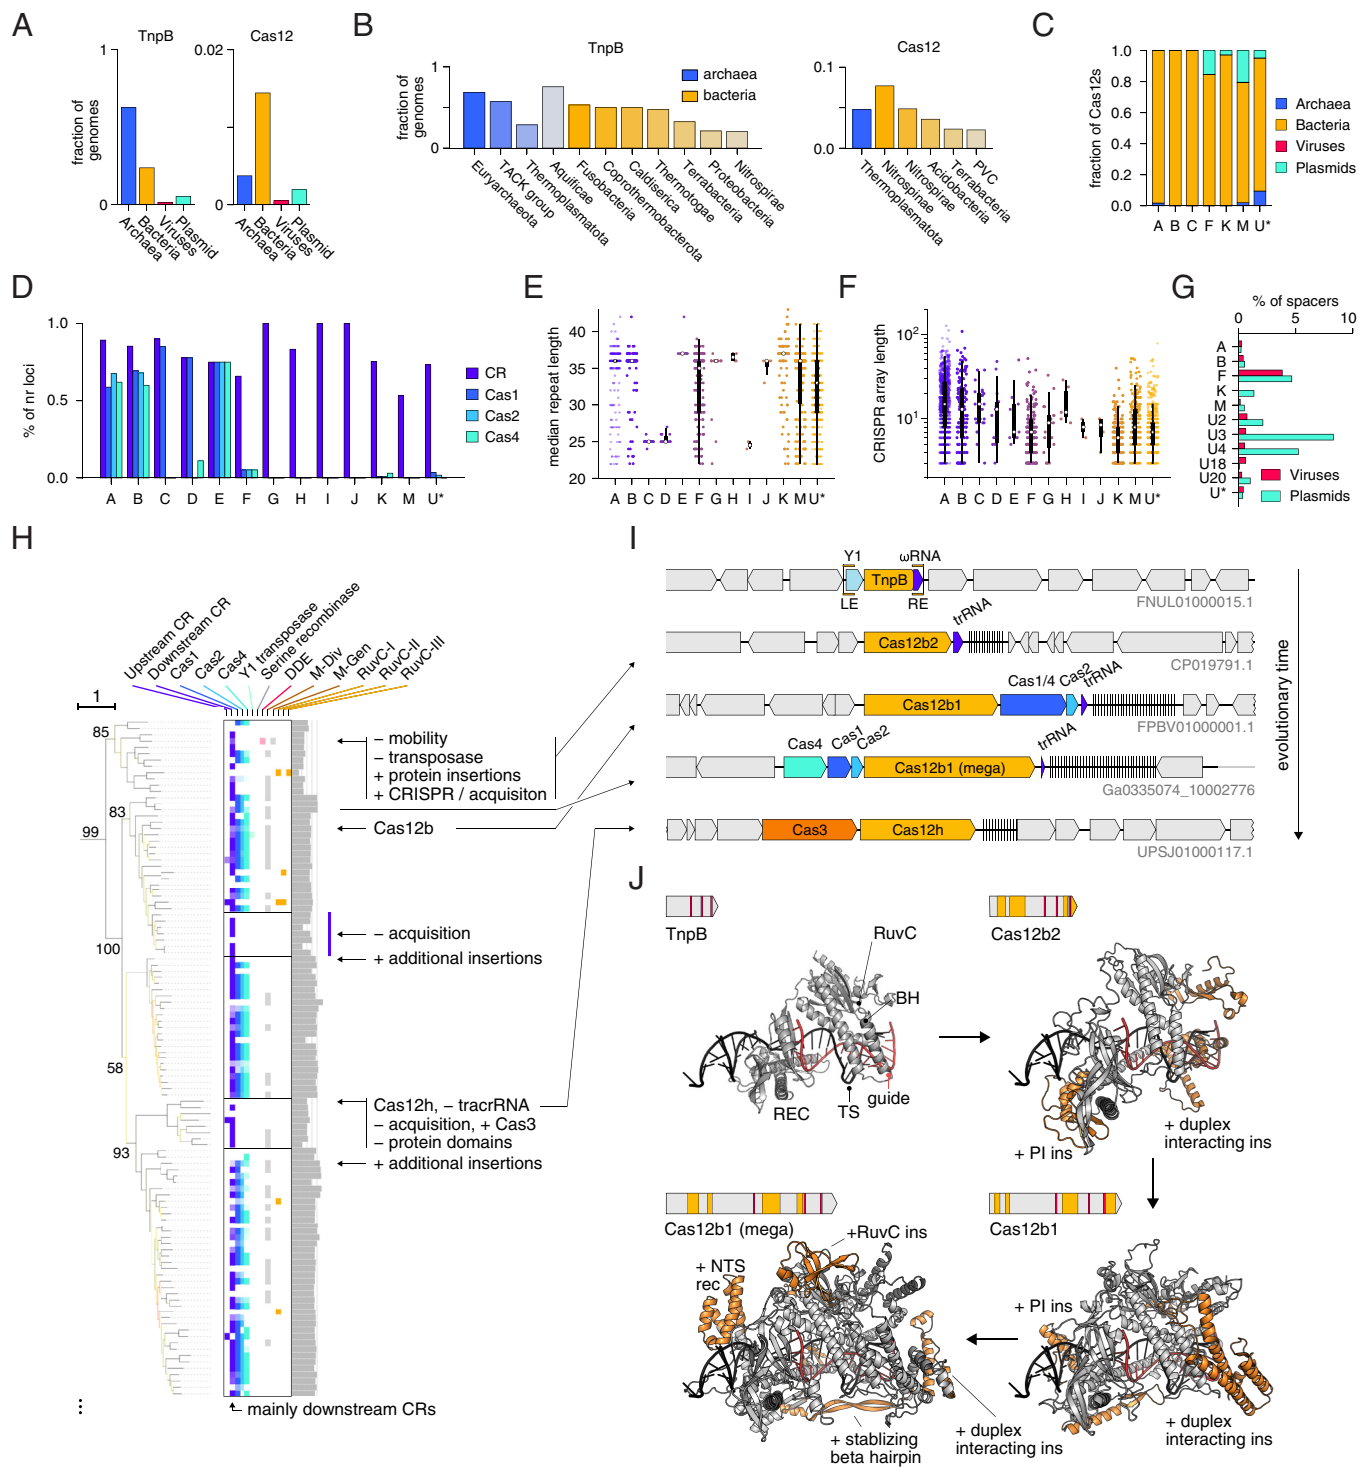 A
TnpB
Cas12
fraction of
genomes
1
0
0.02
0
Archaea
Bacteria
Viruses
Plasmid
Archaea
Bacteria
Viruses
Plasmid
B
TnpB
Cas12
fraction of
genomes
1
0
archaea
bacteria
0.1
0.0
Euryarchaeota
TACK group
Thermoplasmatota
Aquificae
Fusobacteria
Coprothermobacterota
Caldiserica
Thermotogae
Terrabacteria
Proteobacteria
Nitrospirae
Thermoplasmatota
Nitrospinae
Nitrospirae
Acidobacteria
Terrabacteria
PVC
C
fraction of Cas12s
1.0
0.8
0.6
0.4
0.2
0.0
A B C F K M U*
Archaea
Bacteria
Viruses
Plasmids
D
% of nr loci
1.0
0.5
0.0
A B C D E F G H I J K M U*
CR
Cas1
Cas2
Cas4
E
median repeat length
40
35
30
25
20
A B C D E F G H I J K M U*
F
CRISPR array length
10²
10¹
A B C D E F G H I J K M U*
G
% of spacers
0 5 10
A
B
F
K
M
U2
U3
U4
U18
U20
U*
Viruses
Plasmids
H
Upstream CR
Downstream CR
Cas1
Cas2
Cas4
Y1 transposase
Serine recombinase
DDE
M-Div
M-Gen
RuvC-I
RuvC-II
RuvC-III
1
85
83
99
100
58
93
− mobility
− transposase
+ protein insertions
+ CRISPR / acquisiton
Cas12b
− acquisition
+ additional insertions
Cas12h, − tracrRNA
− acquisition, + Cas3
− protein domains
+ additional insertions
mainly downstream CRs
I
Y1
ωRNA
TnpB
LE
RE
FNUL01000015.1
trRNA
Cas12b2
CP019791.1
Cas1/4 Cas2
trRNA
Cas12b1
FPBV01000001.1
Cas4
Cas1
Cas2
trRNA
Cas12b1 (mega)
Ga0335074_10002776
Cas3
Cas12h
UPSJ01000117.1
evolutionary time
J
TnpB
RuvC
BH
REC
TS
guide
Cas12b2
+ PI ins
+ duplex
interacting ins
Cas12b1 (mega)
+RuvC ins
+ NTS
rec
+ stablizing
beta hairpin
+ duplex
interacting ins
Cas12b1
+ PI ins
+ duplex
interacting ins